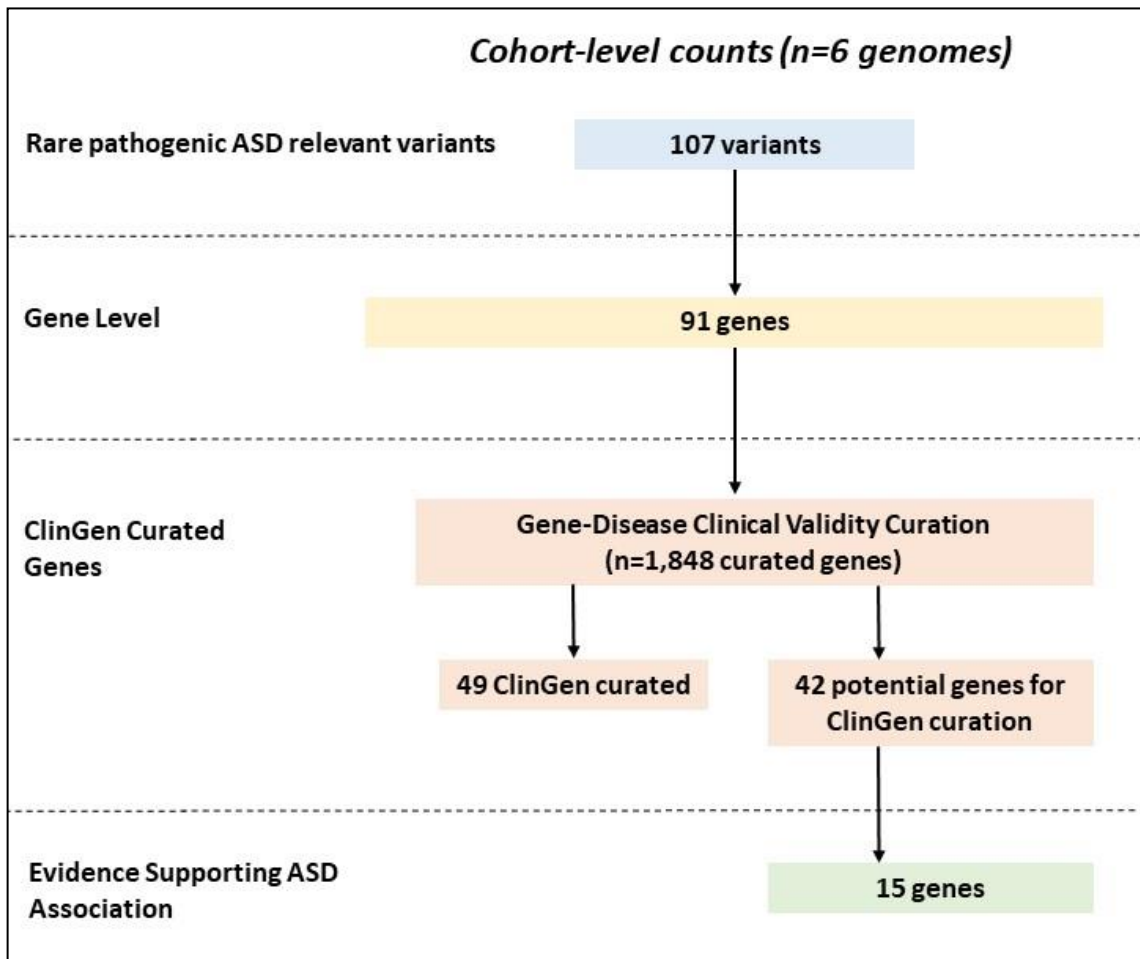 Cohort-level counts (n=6 genomes)
Rare pathogenic ASD relevant variants
107 variants
Gene Level
91 genes
ClinGen Curated
Genes
Gene-Disease Clinical Validity Curation
(n=1,848 curated genes)
49 ClinGen curated
42 potential genes for
ClinGen curation
Evidence Supporting ASD
Association
15 genes